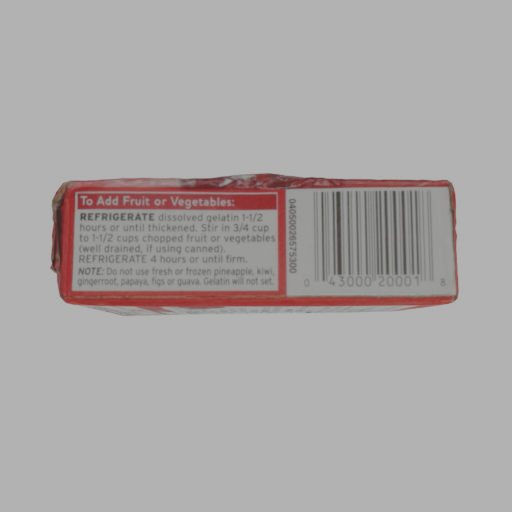 To Add Fruit or Vegetables:
REFRIGERATE dissolved gelatin 1-1/2
hours or until thickened. Stir in 3/4 cup
to 1-1/2 cups chopped fruit or vegetables
(well drained, if using canned).
REFRIGERATE 4 hours or until firm.
NOTE: Do not use fresh or frozen pineapple, kiwi,
gingerroot, papaya, figs or guava. Gelatin will not set.
04050026575300
0 43000 20001 8